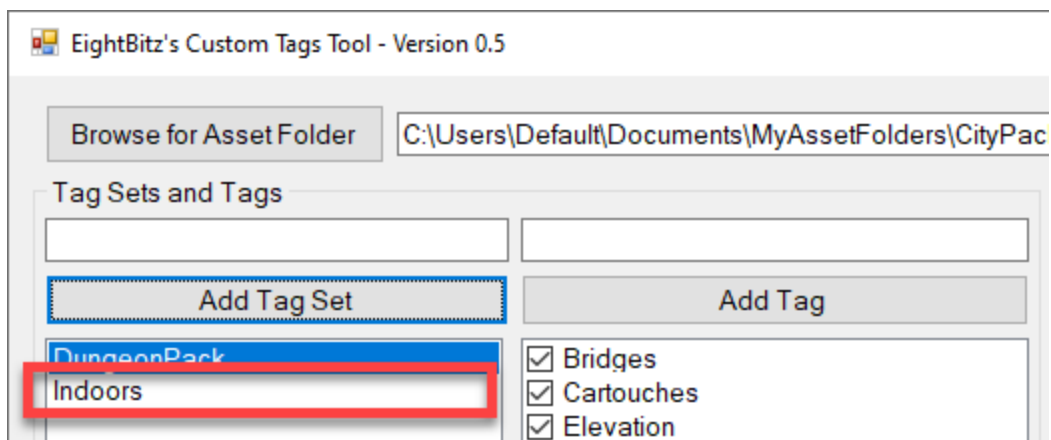 EightBitz's Custom Tags Tool - Version 0.5
Browse for Asset Folder C:\Users\Default\Documents\MyAssetFolders\CityPac
Tag Sets and Tags
Add Tag Set Add Tag
DungeonPack Bridges
Indoors Cartouches
Elevation